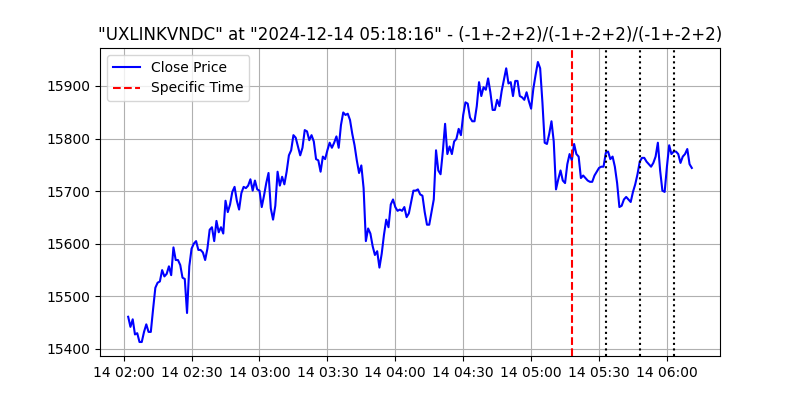 "UXLINKVNDC" at "2024-12-14 05:18:16" - (-1+-2+2)/(-1+-2+2)/(-1+-2+2)
Close Price
Specific Time
15900
15800
15700
15600
15500
15400
14 02:00 14 02:30 14 03:00 14 03:30 14 04:00 14 04:30 14 05:00 14 05:30 14 06:00